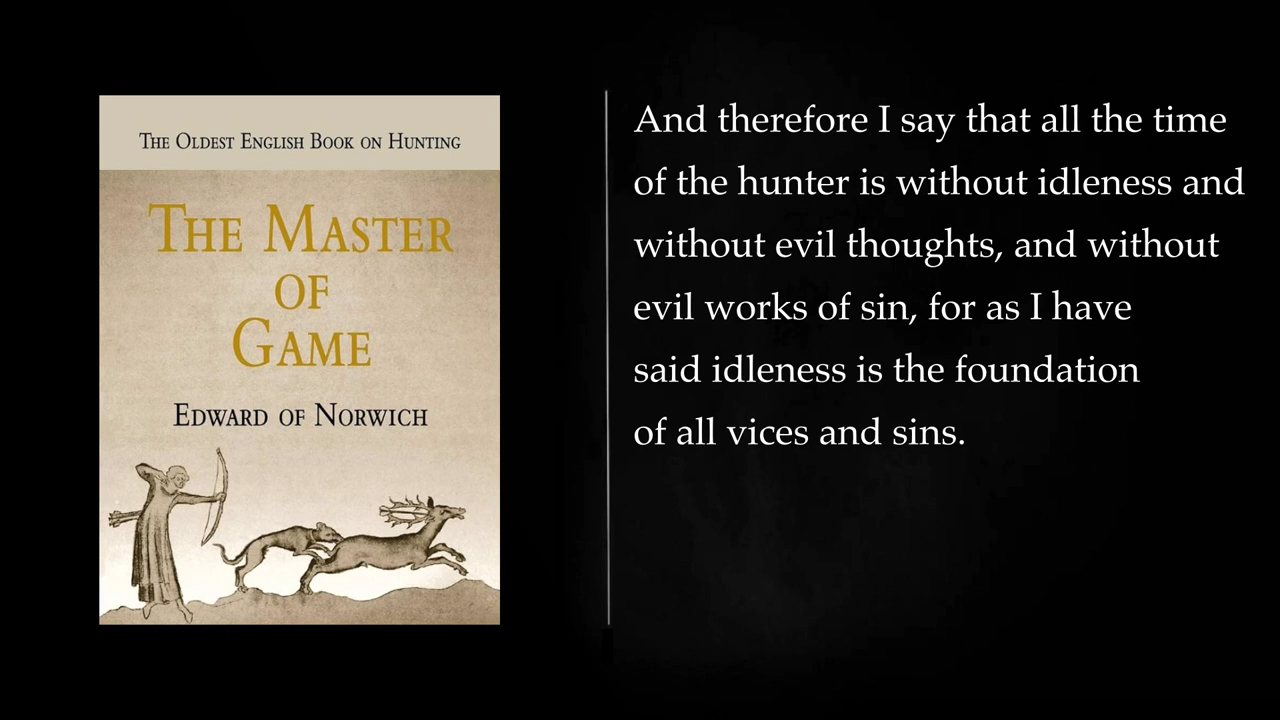 The Oldest English Book on Hunting
The Master
of
Game
Edward of Norwich
And therefore I say that all the time
of the hunter is without idleness and
without evil thoughts, and without
evil works of sin, for as I have
said idleness is the foundation
of all vices and sins.